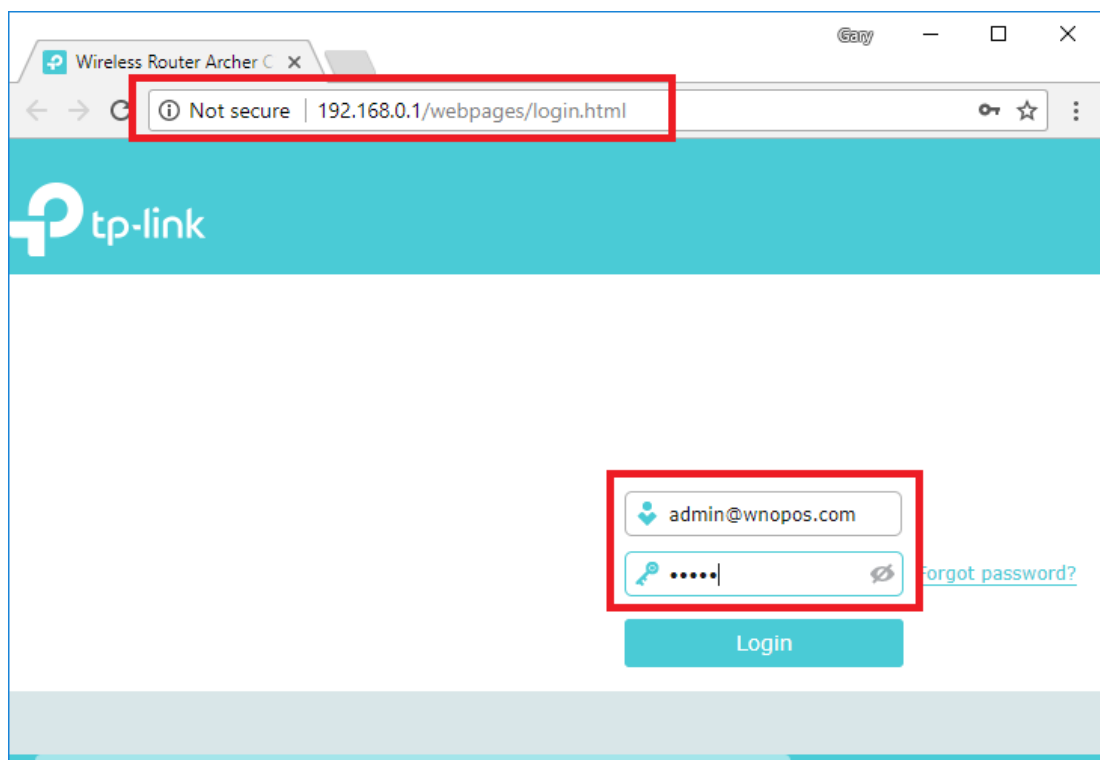 Gary
Wireless Router Archer C
Not secure | 192.168.0.1/webpages/login.html
tp-link
admin@wnopos.com
•••••
Forgot password?
Login